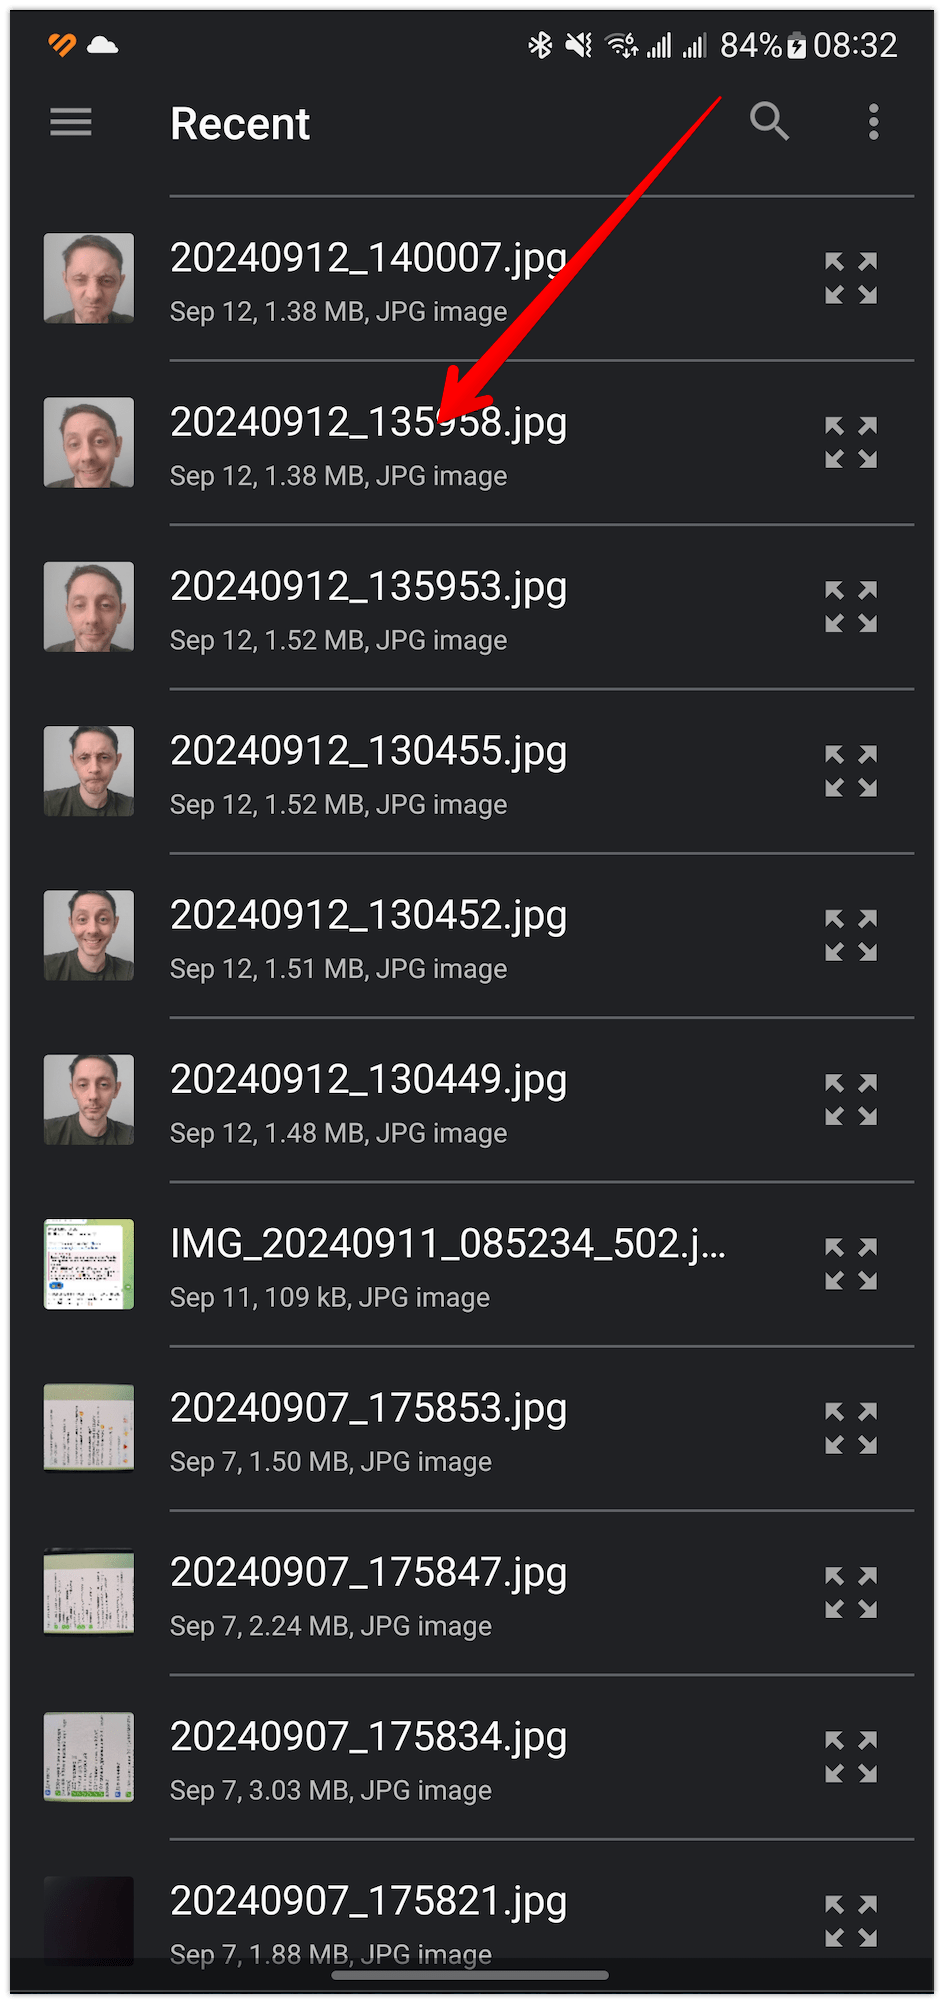 84% 08:32
Recent
20240912_140007.jpg
Sep 12, 1.38 MB, JPG image
20240912_135958.jpg
Sep 12, 1.38 MB, JPG image
20240912_135953.jpg
Sep 12, 1.52 MB, JPG image
20240912_130455.jpg
Sep 12, 1.52 MB, JPG image
20240912_130452.jpg
Sep 12, 1.51 MB, JPG image
20240912_130449.jpg
Sep 12, 1.48 MB, JPG image
IMG_20240911_085234_502.j...
Sep 11, 109 kB, JPG image
20240907_175853.jpg
Sep 7, 1.50 MB, JPG image
20240907_175847.jpg
Sep 7, 2.24 MB, JPG image
20240907_175834.jpg
Sep 7, 3.03 MB, JPG image
20240907_175821.jpg
Sep 7, 1.88 MB, JPG image